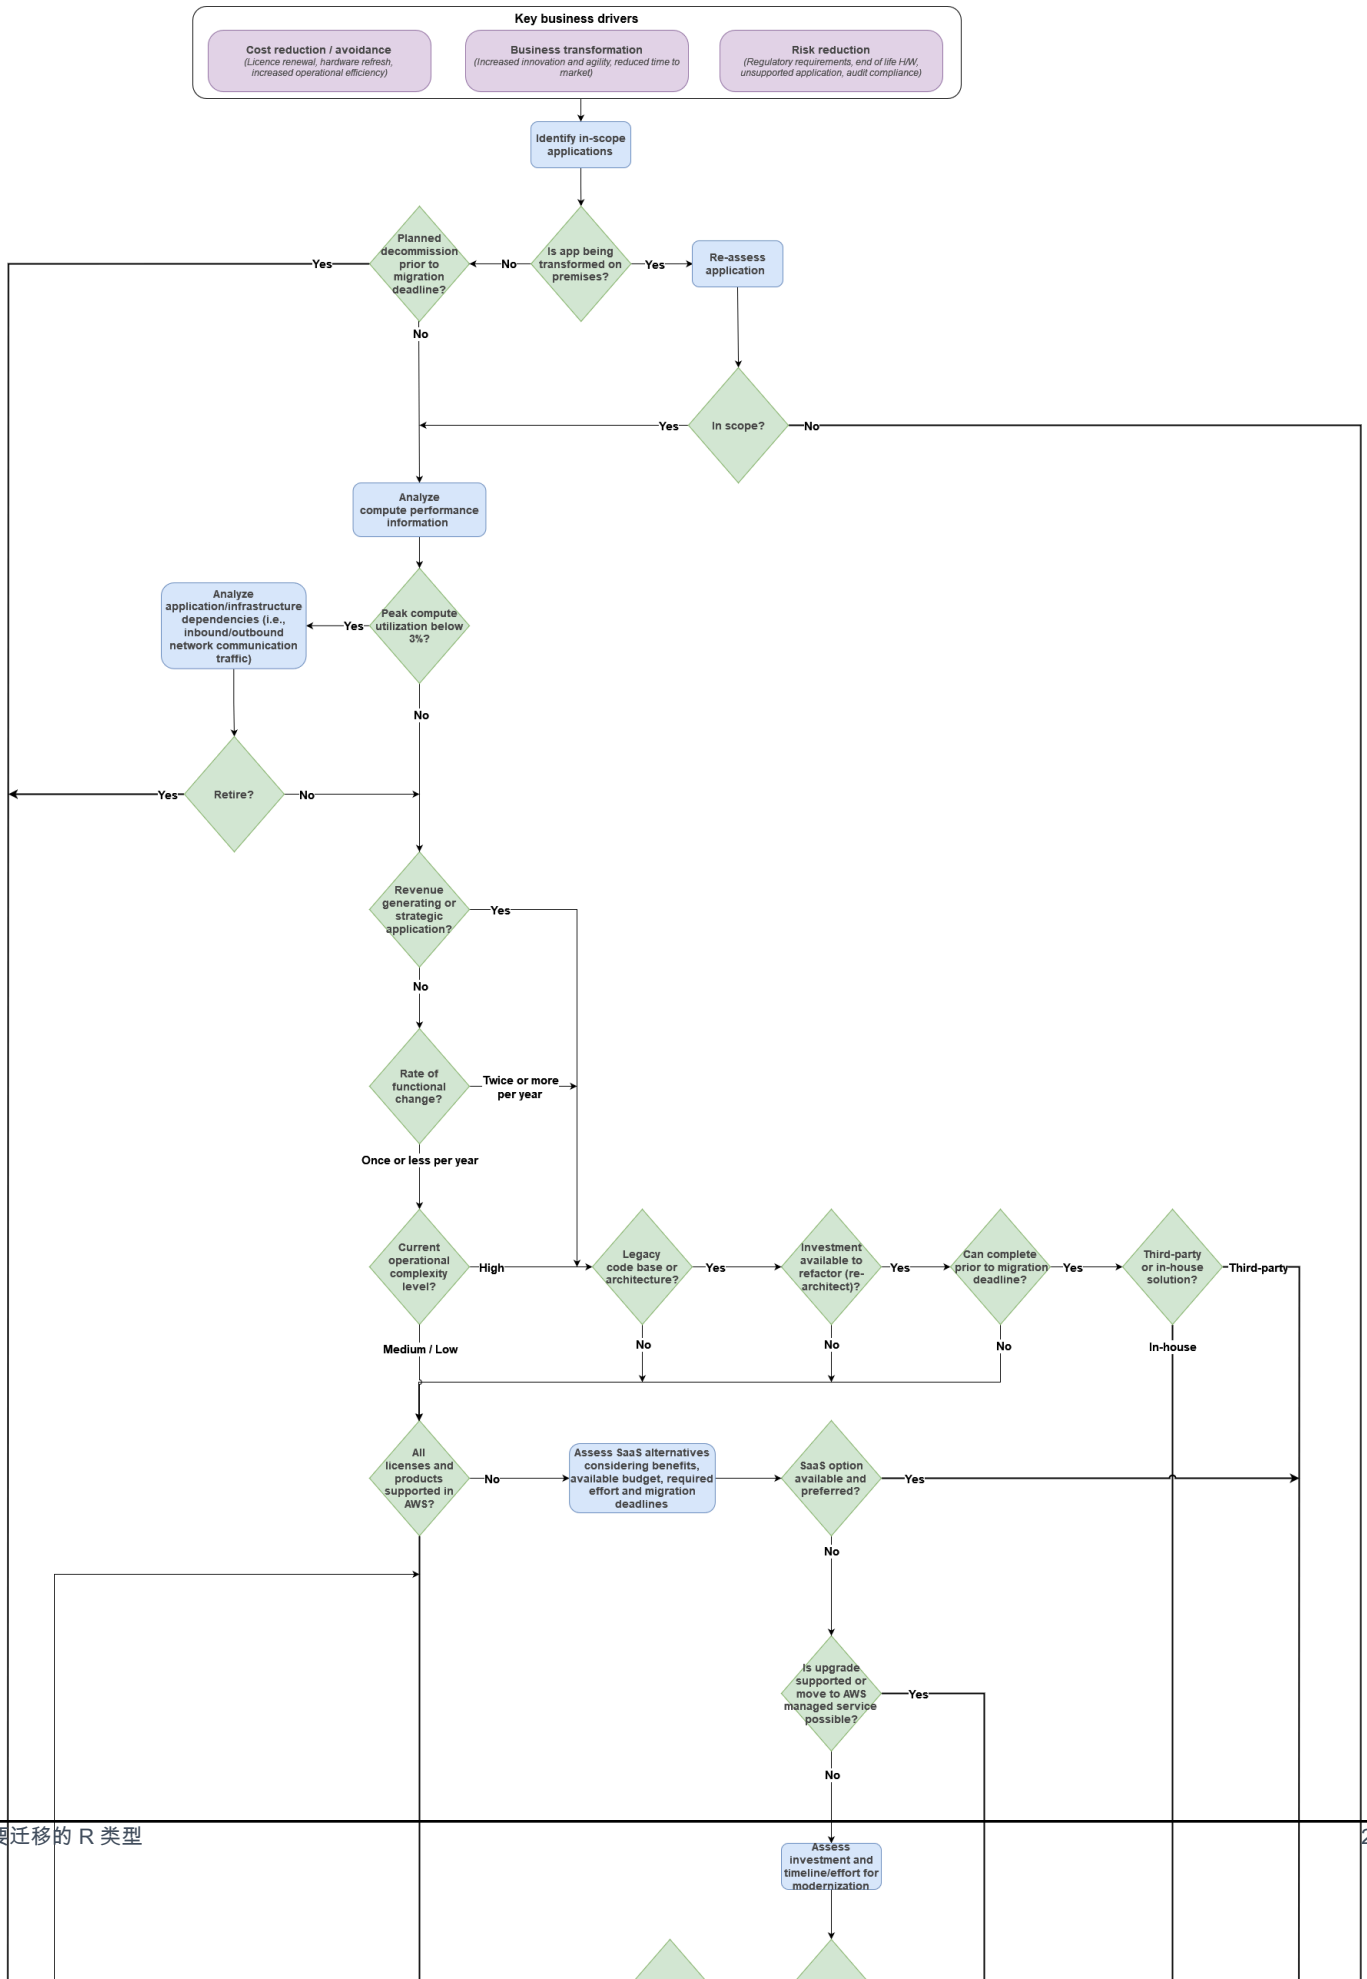 Key business drivers
Cost reduction / avoidance
(Licence renewal, hardware refresh,
increased operational efficiency)
Business transformation
(Increased innovation and agility, reduced time to
market)
Risk reduction
(Regulatory requirements, end of life H/W,
unsupported application, audit compliance)
Identify in-scope
applications
Planned
decommission
prior to
migration
deadline?
Is app being
transformed on
premises?
Re-assess
application
Yes
No
Yes
No
In scope?
Yes
No
Analyze
compute performance
information
Analyze
application/infrastructure
dependencies (i.e.,
inbound/outbound
network communication
traffic)
Yes
Peak compute
utilization below
3%?
No
Retire?
Yes
No
Revenue
generating or
strategic
application?
Yes
No
Rate of
functional
change?
Twice or more
per year
Once or less per year
Current
operational
complexity
level?
High
Legacy
code base or
architecture?
Yes
Investment
available to
refactor (re-
architect)?
Yes
Can complete
prior to migration
deadline?
Yes
Third-party
or in-house
solution?
Third-party
Medium / Low
No
No
No
In-house
All
licenses and
products
supported in
AWS?
No
Assess SaaS alternatives
considering benefits,
available budget, required
effort and migration
deadlines
SaaS option
available and
preferred?
Yes
No
Is upgrade
supported or
move to AWS
managed service
possible?
Yes
No
迁移的 R 类型
Assess
investment and
timeline/effort for
modernization